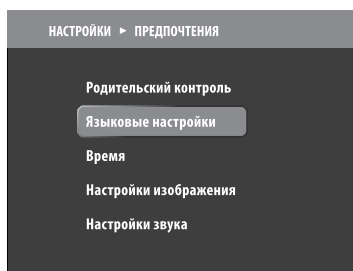 НАСТРОЙКИ ► ПРЕДПОЧТЕНИЯ
Родительский контроль
Языковые настройки
Время
Настройки изображения
Настройки звука